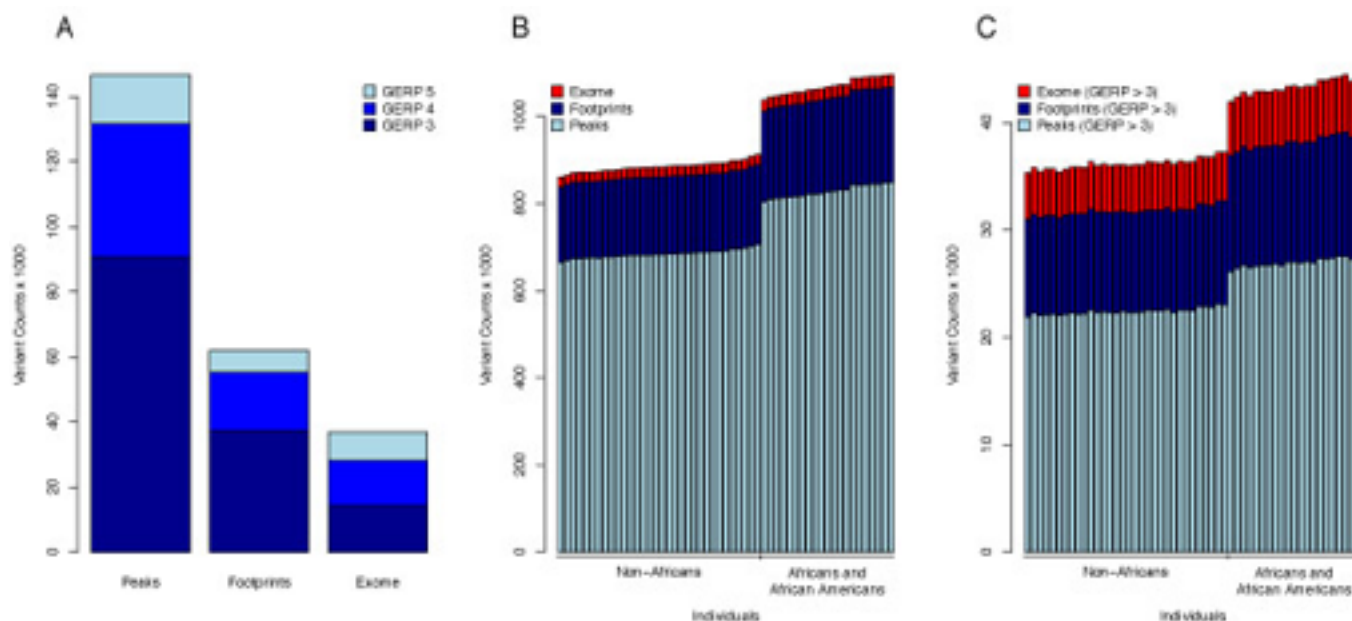 A
GERP 5
GERP 4
GERP 3
Variant Counts x 1000
0
20
40
60
80
100
120
140
Peaks
Footprints
Exome
B
Exome
Footprints
Peaks
Variant Counts x 1000
0
200
400
600
800
1000
Non-Africans
Africans and
African Americans
Individuals
C
Exome (GERP > 3)
Footprints (GERP > 3)
Peaks (GERP > 3)
Variant Counts x 1000
0
10
20
30
40
Non-Africans
Africans and
African Americans
Individuals